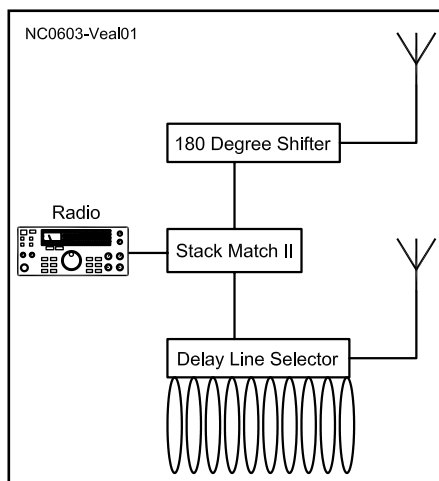 NC0603-Veal01
180 Degree Shifter
Radio
Stack Match II
Delay Line Selector